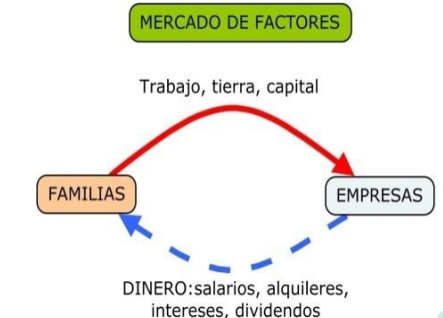 MERCADO DE FACTORES
Trabajo, tierra, capital
FAMILIAS
EMPRESAS
DINERO:salarios, alquileres,
intereses, dividendos